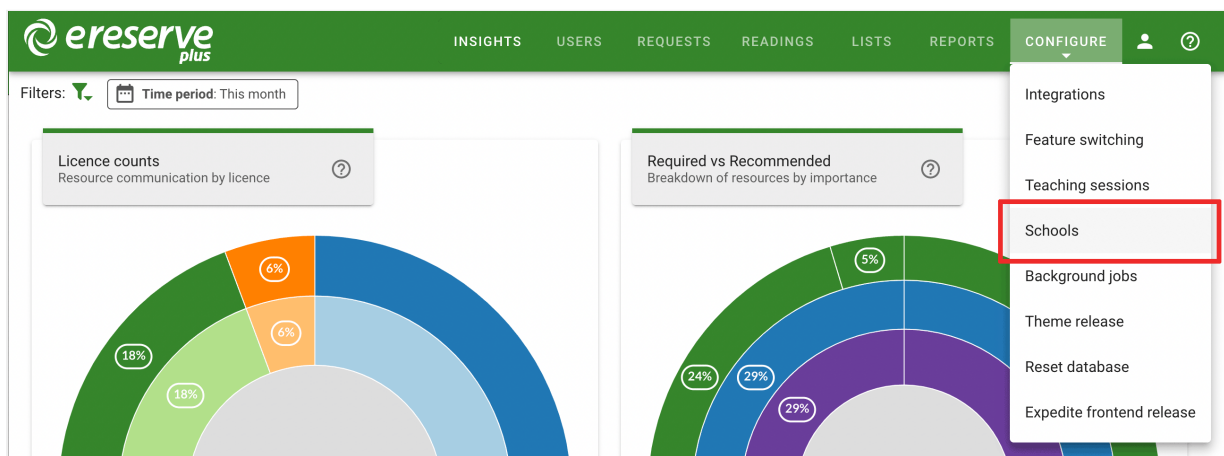 ereserve
plus
INSIGHTS USERS REQUESTS READINGS LISTS REPORTS CONFIGURE
Filters: Time period: This month
Integrations
Feature switching
Teaching sessions
Schools
Background jobs
Theme release
Reset database
Expedite frontend release
Licence counts
Resource communication by licence
Required vs Recommended
Breakdown of resources by importance
6%
6%
18%
18%
5%
24%
29%
29%